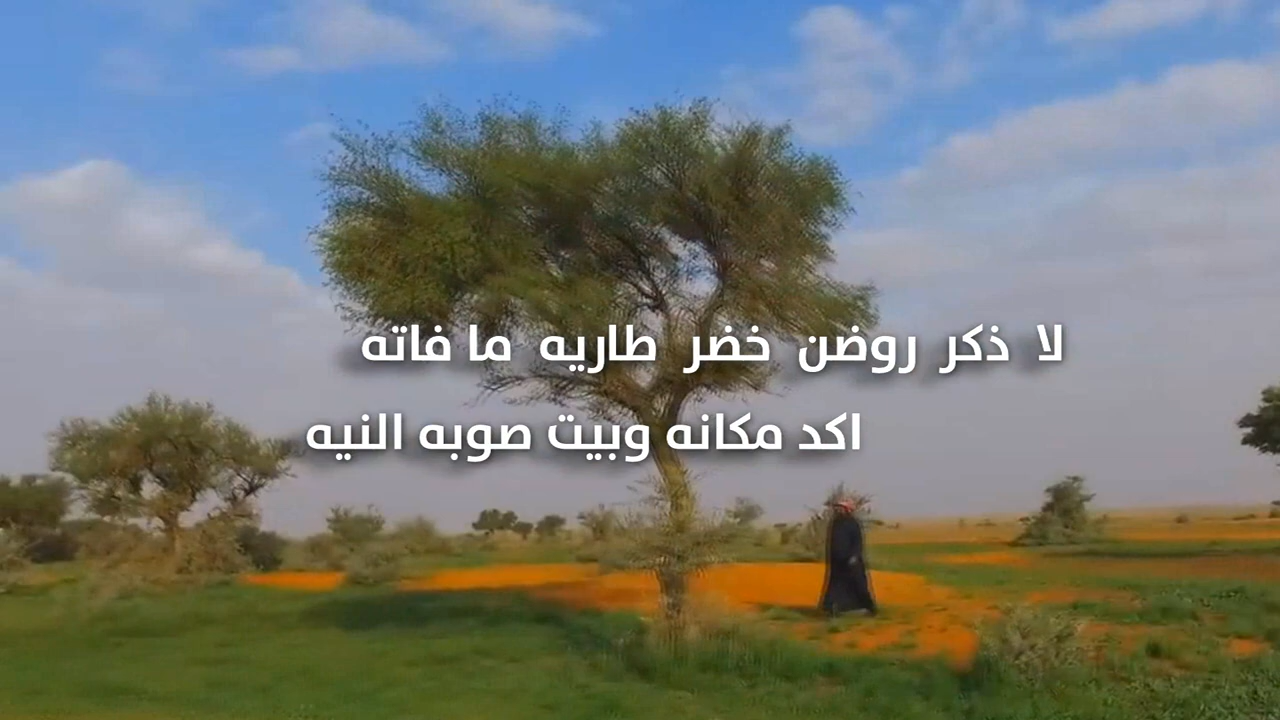 لا ذكر روضن خضر طاريه ما فاته
اكد مكانه وبيت صوبه النيه